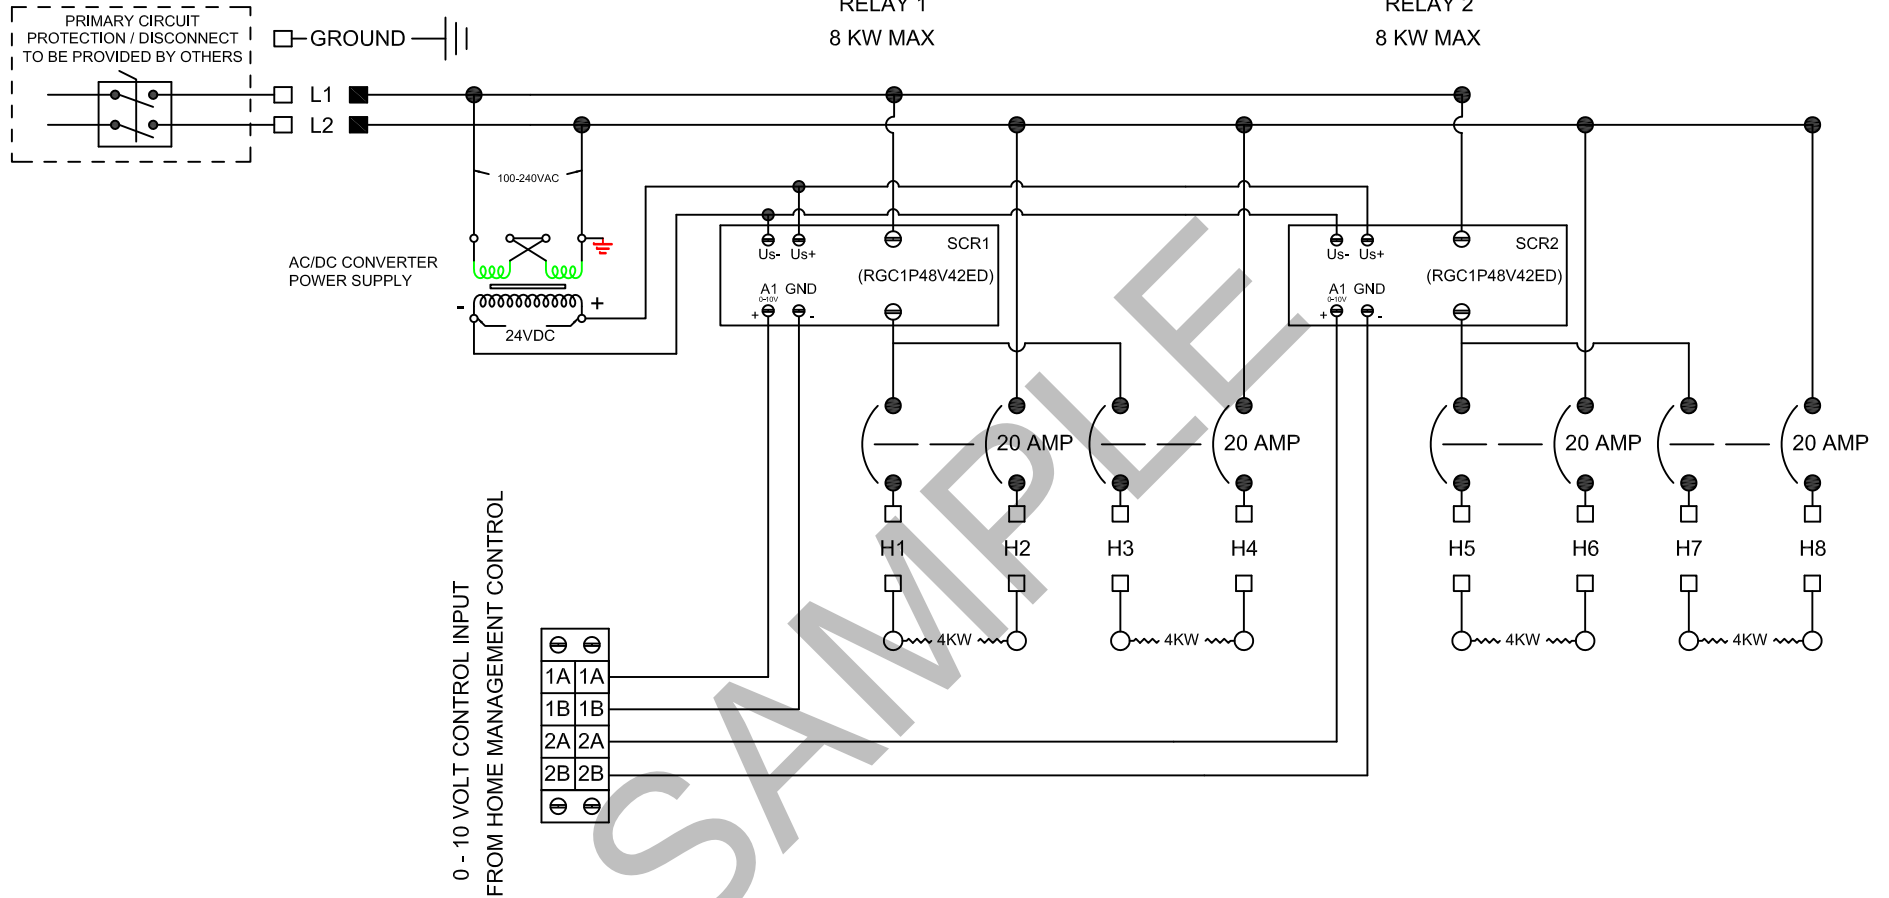 PRIMARY CIRCUIT
PROTECTION / DISCONNECT
TO BE PROVIDED BY OTHERS
GROUND
L1
L2
RELAY 1
8 KW MAX
RELAY 2
8 KW MAX
100-240VAC
AC/DC CONVERTER
POWER SUPPLY
- +
24VDC
Us- Us+
SCR1
(RGC1P48V42ED)
A1 GND
0-10V
+ -
Us- Us+
SCR2
(RGC1P48V42ED)
A1 GND
0-10V
+ -
20 AMP
20 AMP
20 AMP
20 AMP
H1 H2 H3 H4 H5 H6 H7 H8
4KW
4KW
4KW
4KW
0 - 10 VOLT CONTROL INPUT
FROM HOME MANAGEMENT CONTROL
1A 1A
1B 1B
2A 2A
2B 2B
SAMPLE